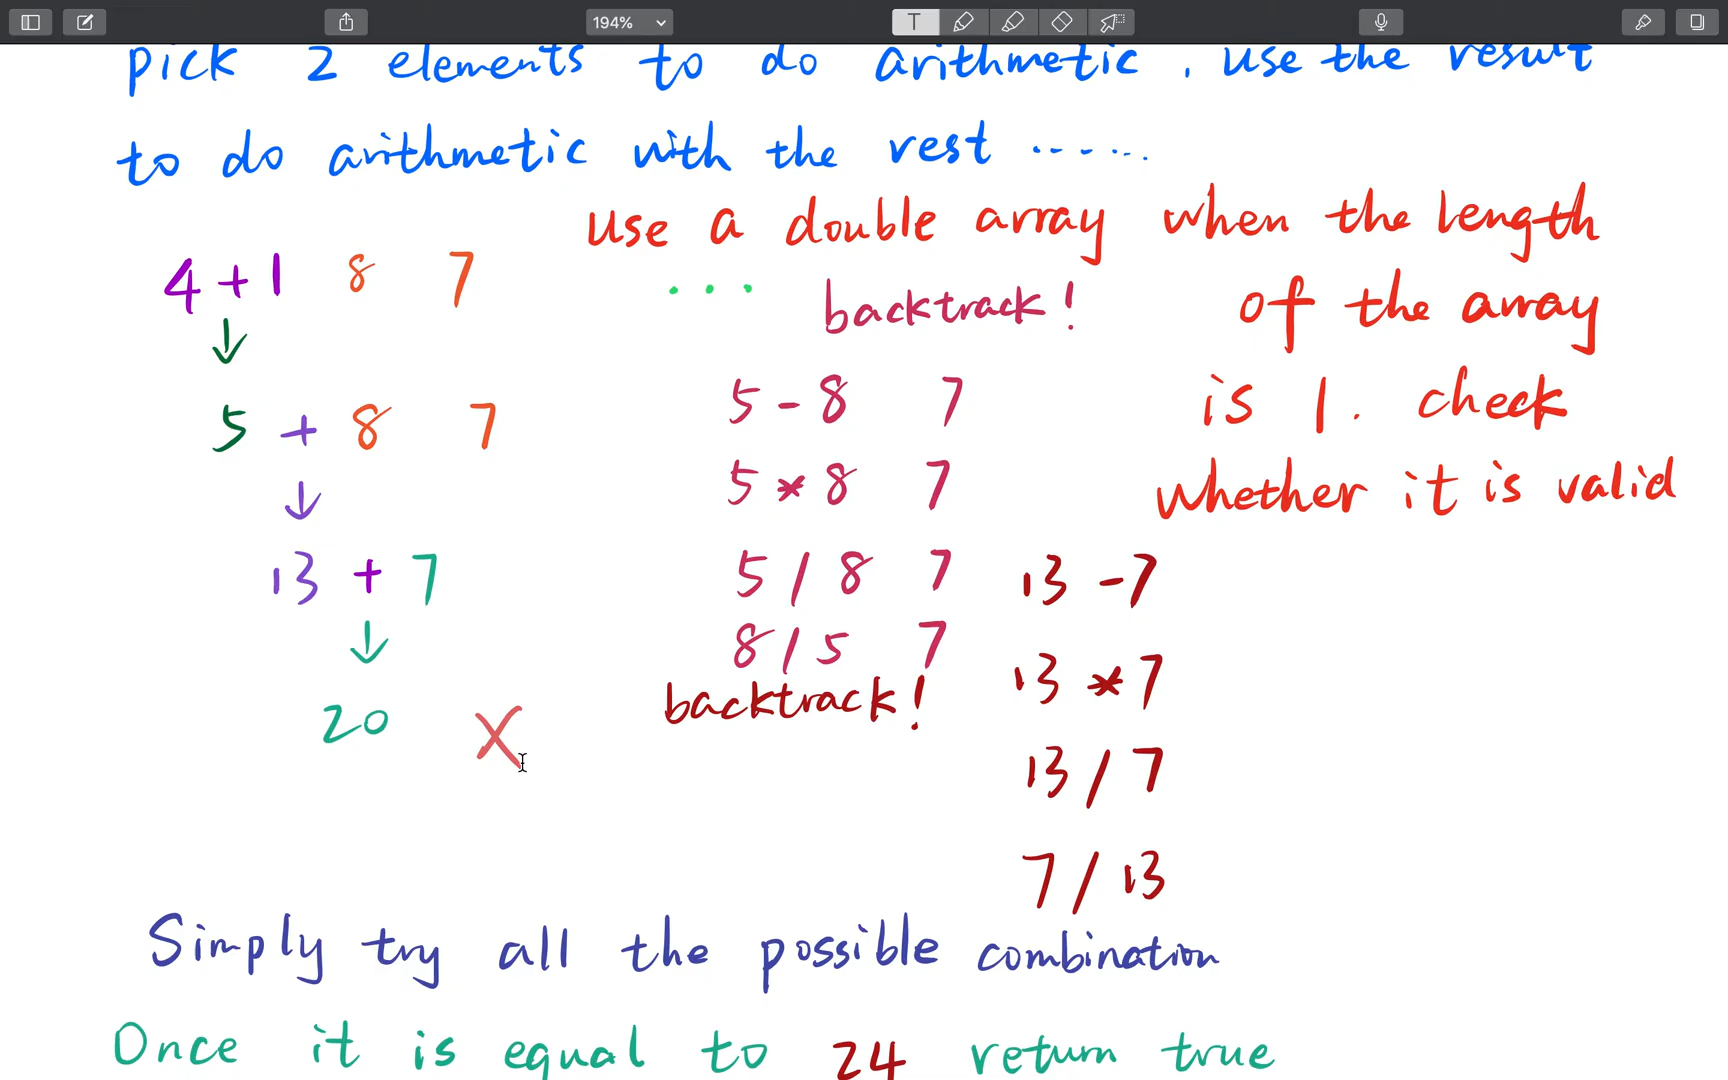 194%
T
pick 2 elements to do arithmetic, use the result
to do arithmetic with the rest ......
use a double array when the length
of the array
is 1. check
whether it is valid
4 + 1 8 7
↓
5 + 8 7
↓
13 + 7
↓
20 X
... backtrack!
5 - 8 7
5 * 8 7
5 / 8 7
8 / 5 7
backtrack!
13 - 7
13 * 7
13 / 7
7 / 13
Simply try all the possible combination
Once it is equal to 24 return true